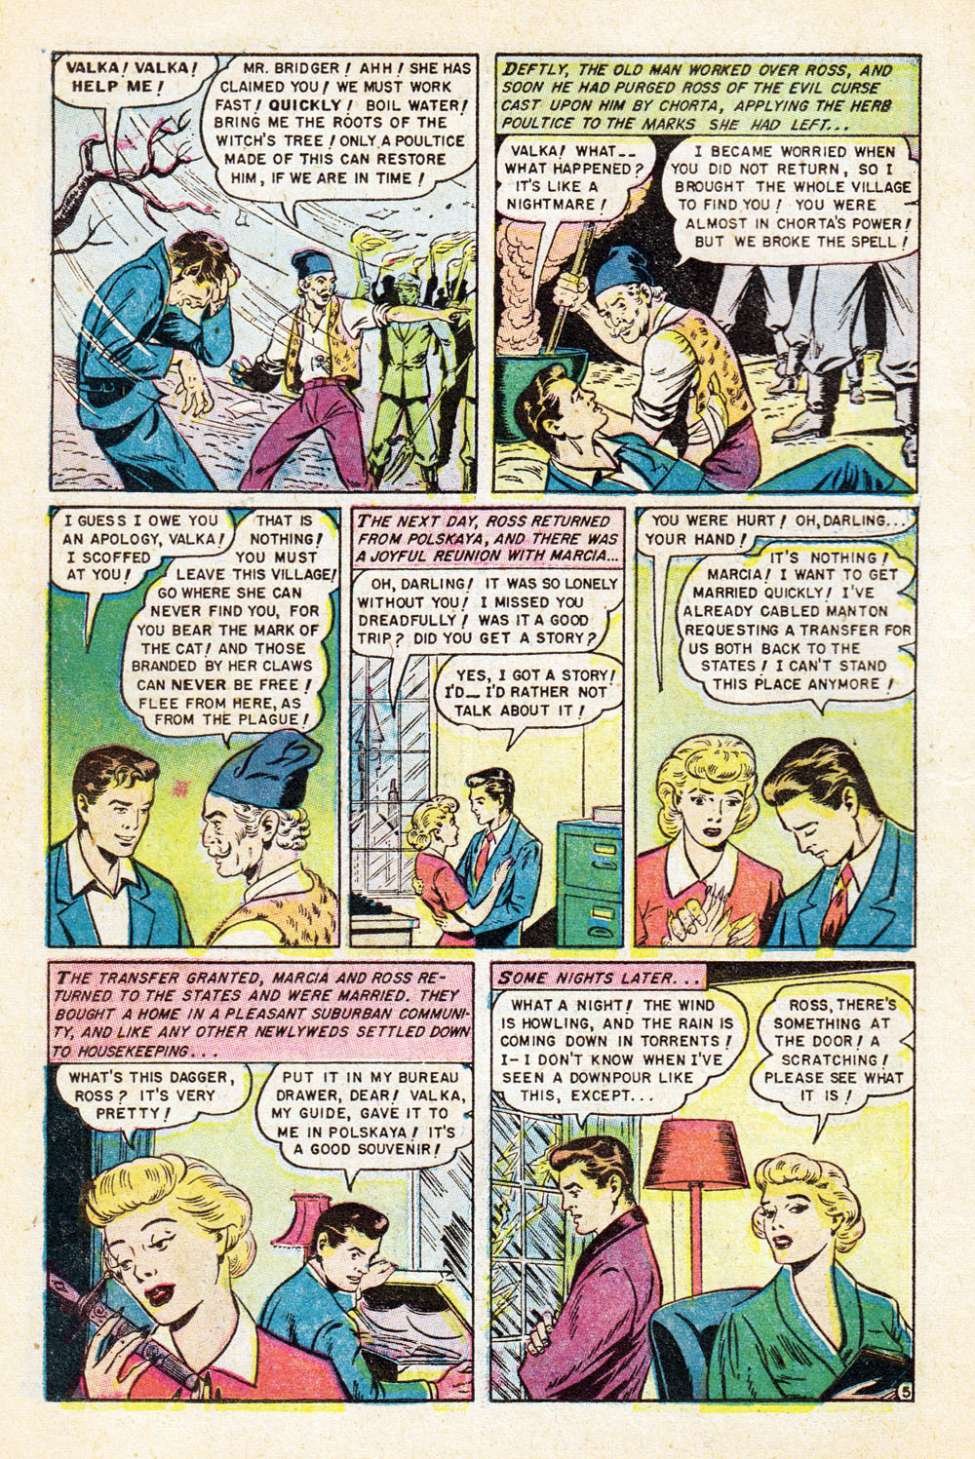 VALKA! VALKA!
HELP ME!
MR. BRIDGER! AHH! SHE HAS
CLAIMED YOU! WE MUST WORK
FAST! QUICKLY! BOIL WATER!
BRING ME THE ROOTS OF THE
WITCH'S TREE! ONLY A POULTICE
MADE OF THIS CAN RESTORE
HIM, IF WE ARE IN TIME!
DEFTLY, THE OLD MAN WORKED OVER ROSS, AND
SOON HE HAD PURGED ROSS OF THE EVIL CURSE
CAST UPON HIM BY CHORTA, APPLYING THE HERB
POULTICE TO THE MARKS SHE HAD LEFT...
VALKA! WHAT--
WHAT HAPPENED?
IT'S LIKE A
NIGHTMARE!
I BECAME WORRIED WHEN
YOU DID NOT RETURN, SO I
BROUGHT THE WHOLE VILLAGE
TO FIND YOU! YOU WERE
ALMOST IN CHORTA'S POWER!
BUT WE BROKE THE SPELL!
I GUESS I OWE YOU
AN APOLOGY, VALKA!
I SCOFFED
AT YOU!
THAT IS
NOTHING!
YOU MUST
LEAVE THIS VILLAGE!
GO WHERE SHE CAN
NEVER FIND YOU, FOR
YOU BEAR THE MARK OF
THE CAT! AND THOSE
BRANDED BY HER CLAWS
CAN NEVER BE FREE!
FLEE FROM HERE, AS
FROM THE PLAGUE!
THE NEXT DAY, ROSS RETURNED
FROM POLSKAYA, AND THERE WAS
A JOYFUL REUNION WITH MARCIA...
OH, DARLING! IT WAS SO LONELY
WITHOUT YOU! I MISSED YOU
DREADFULLY! WAS IT A GOOD
TRIP? DID YOU GET A STORY?
YES, I GOT A STORY!
I'D-- I'D RATHER NOT
TALK ABOUT IT!
YOU WERE HURT! OH, DARLING...
YOUR HAND!
IT'S NOTHING!
MARCIA! I WANT TO GET
MARRIED QUICKLY! I'VE
ALREADY CABLED MANTON
REQUESTING A TRANSFER FOR
US BOTH BACK TO THE
STATES! I CAN'T STAND
THIS PLACE ANYMORE!
THE TRANSFER GRANTED, MARCIA AND ROSS RE-
TURNED TO THE STATES AND WERE MARRIED. THEY
BOUGHT A HOME IN A PLEASANT SUBURBAN COMMUNI-
TY, AND LIKE ANY OTHER NEWLYWEDS SETTLED DOWN
TO HOUSEKEEPING...
WHAT'S THIS DAGGER,
ROSS? IT'S VERY
PRETTY!
PUT IT IN MY BUREAU
DRAWER, DEAR! VALKA,
MY GUIDE, GAVE IT TO
ME IN POLSKAYA! IT'S
A GOOD SOUVENIR!
SOME NIGHTS LATER...
WHAT A NIGHT! THE WIND
IS HOWLING, AND THE RAIN IS
COMING DOWN IN TORRENTS!
I-I DON'T KNOW WHEN I'VE
SEEN A DOWNPOUR LIKE
THIS, EXCEPT...
ROSS, THERE'S
SOMETHING AT
THE DOOR! A
SCRATCHING!
PLEASE SEE WHAT
IT IS!
5